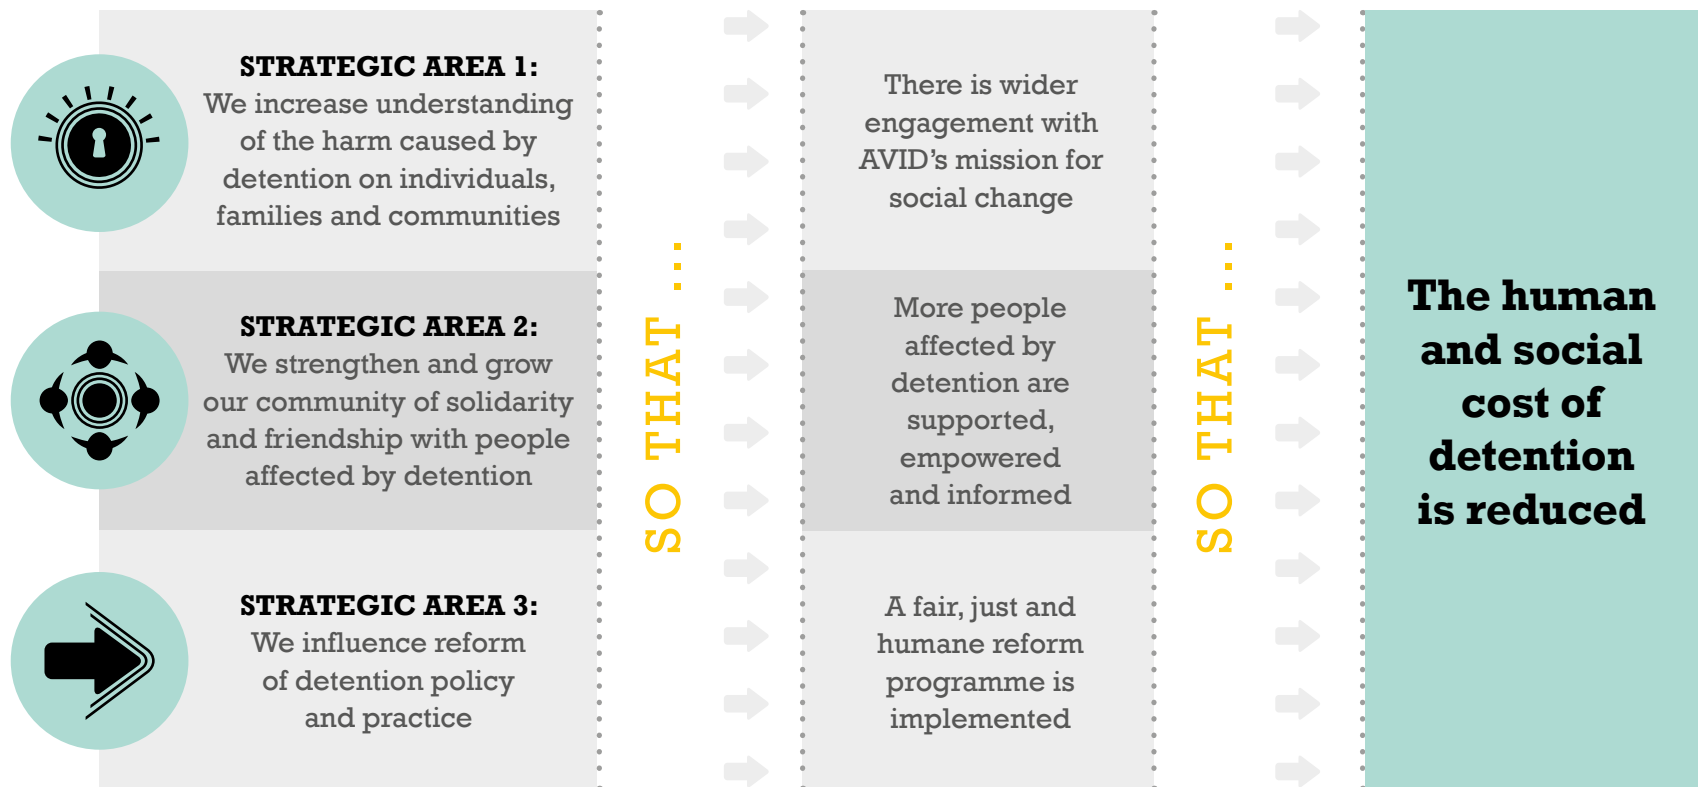 STRATEGIC AREA 1:
We increase understanding
of the harm caused by
detention on individuals,
families and communities
STRATEGIC AREA 2:
We strengthen and grow
our community of solidarity
and friendship with people
affected by detention
STRATEGIC AREA 3:
We influence reform
of detention policy
and practice
SO THAT ...
There is wider
engagement with
AVID’s mission for
social change
More people
affected by
detention are
supported,
empowered
and informed
A fair, just and
humane reform
programme is
implemented
SO THAT ...
The human
and social
cost of
detention
is reduced